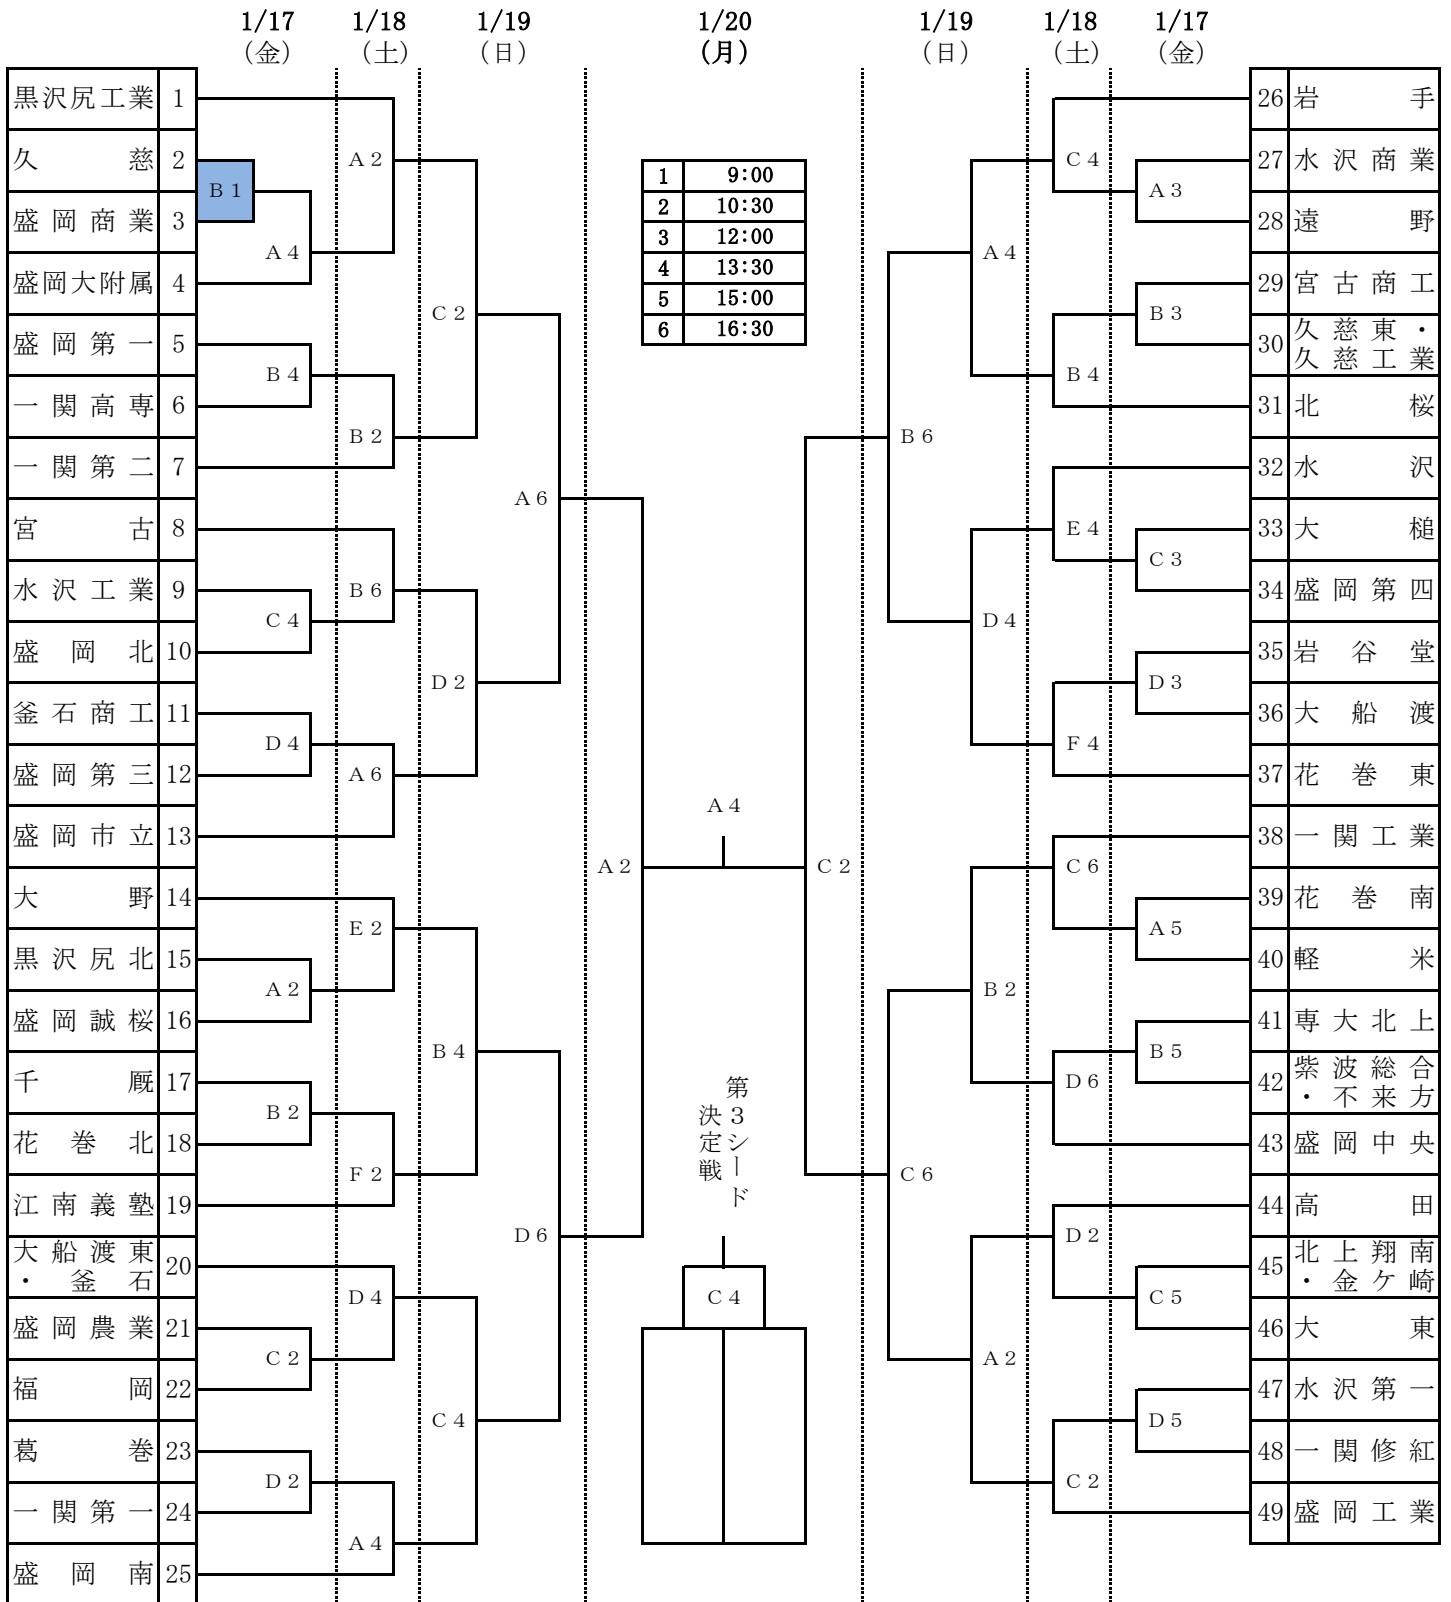 1/17 1/18 1/19 1/20 1/19 1/18 1/17
(金) (土) (日) (月) (日) (土) (金)
黒沢尻工業 1
久慈 2
盛岡商業 3
盛岡大附属 4
盛岡第一 5
一関高専 6
一関第二 7
宮古 8
水沢工業 9
盛岡北 10
釜石商工 11
盛岡第三 12
盛岡市立 13
大野 14
黒沢尻北 15
盛岡誠桜 16
千厩 17
花巻北 18
江南義塾 19
大船渡東
・釜石 20
盛岡農業 21
福岡 22
葛巻 23
一関第一 24
盛岡南 25
B1
A4
B4
C4
D4
A2
B2
C2
D2
A2
B2
B6
A6
E2
F2
D4
A4
C2
D2
B4
C4
A6
D6
A2
1 9:00
2 10:30
3 12:00
4 13:30
5 15:00
6 16:30
A4
第3シード
決定戦
C4
C2
B6
C6
A4
D4
B2
A2
C4
B4
E4
F4
C6
D6
D2
C2
A3
B3
C3
D3
A5
B5
C5
D5
26 岩手
27 水沢商業
28 遠野
29 宮古商工
30 久慈東・
久慈工業
31 北桜
32 水沢
33 大槌
34 盛岡第四
35 岩谷堂
36 大船渡
37 花巻東
38 一関工業
39 花巻南
40 軽米
41 専大北上
42 紫波総合
・不来方
43 盛岡中央
44 高田
45 北上翔南
・金ケ崎
46 大東
47 水沢第一
48 一関修紅
49 盛岡工業